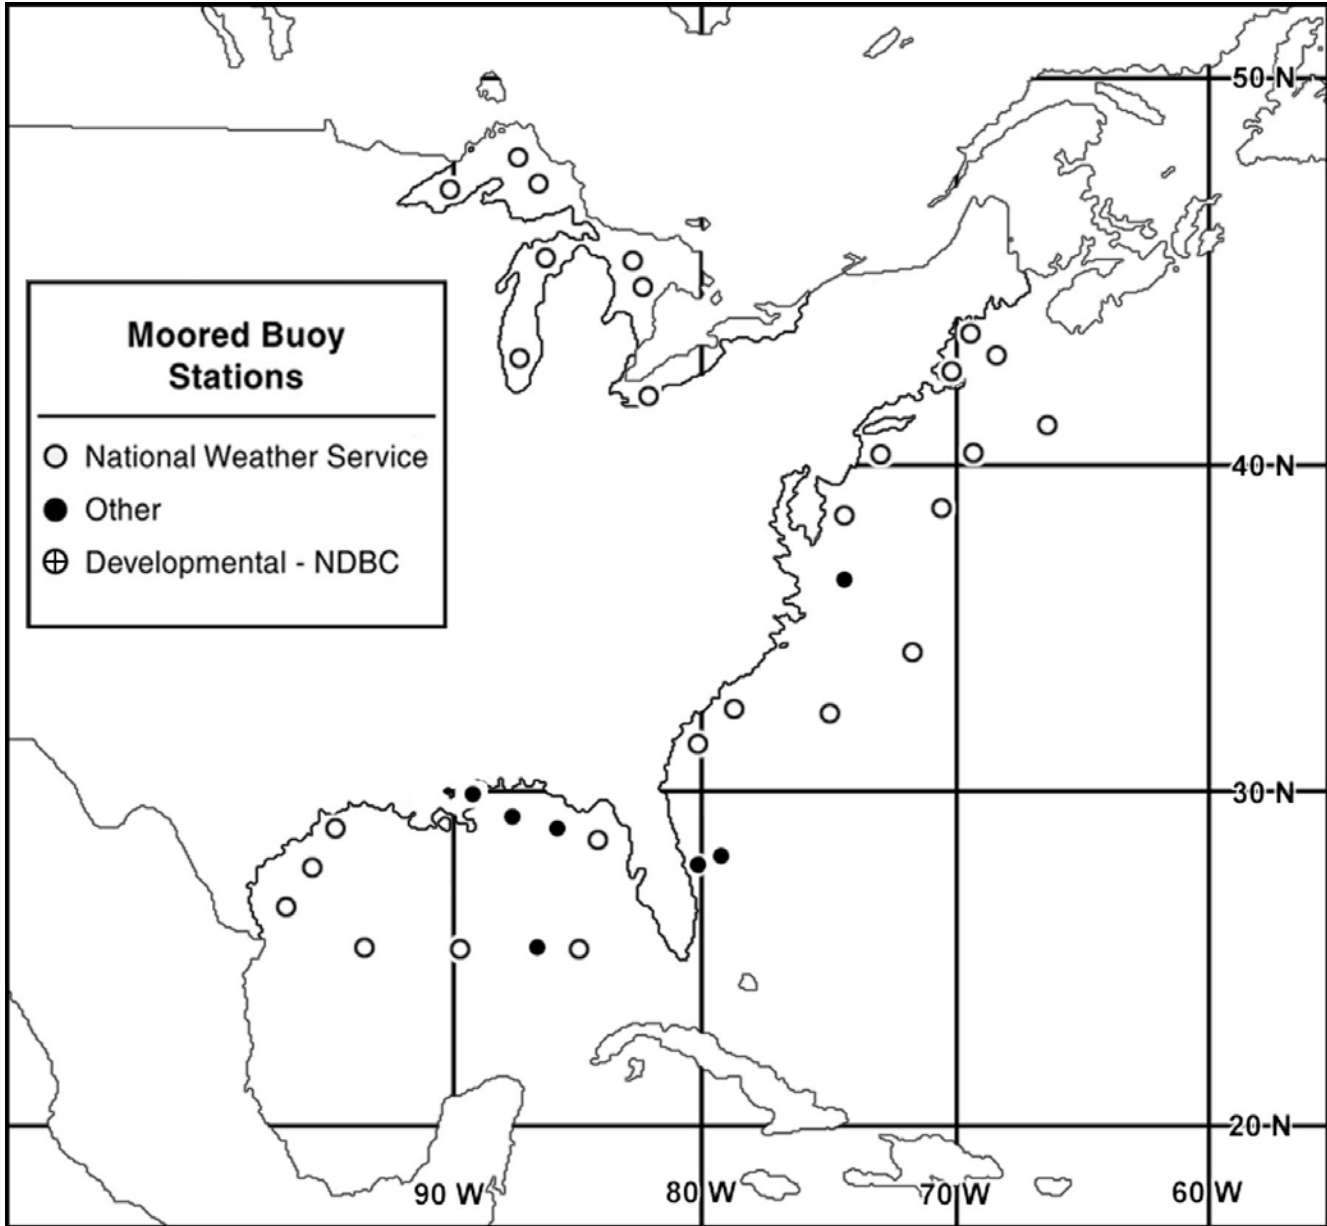 50 N
Moored Buoy
Stations
National Weather Service
Other
Developmental - NDBC
40 N
30 N
20 N
90 W 80 W 70 W 60 W